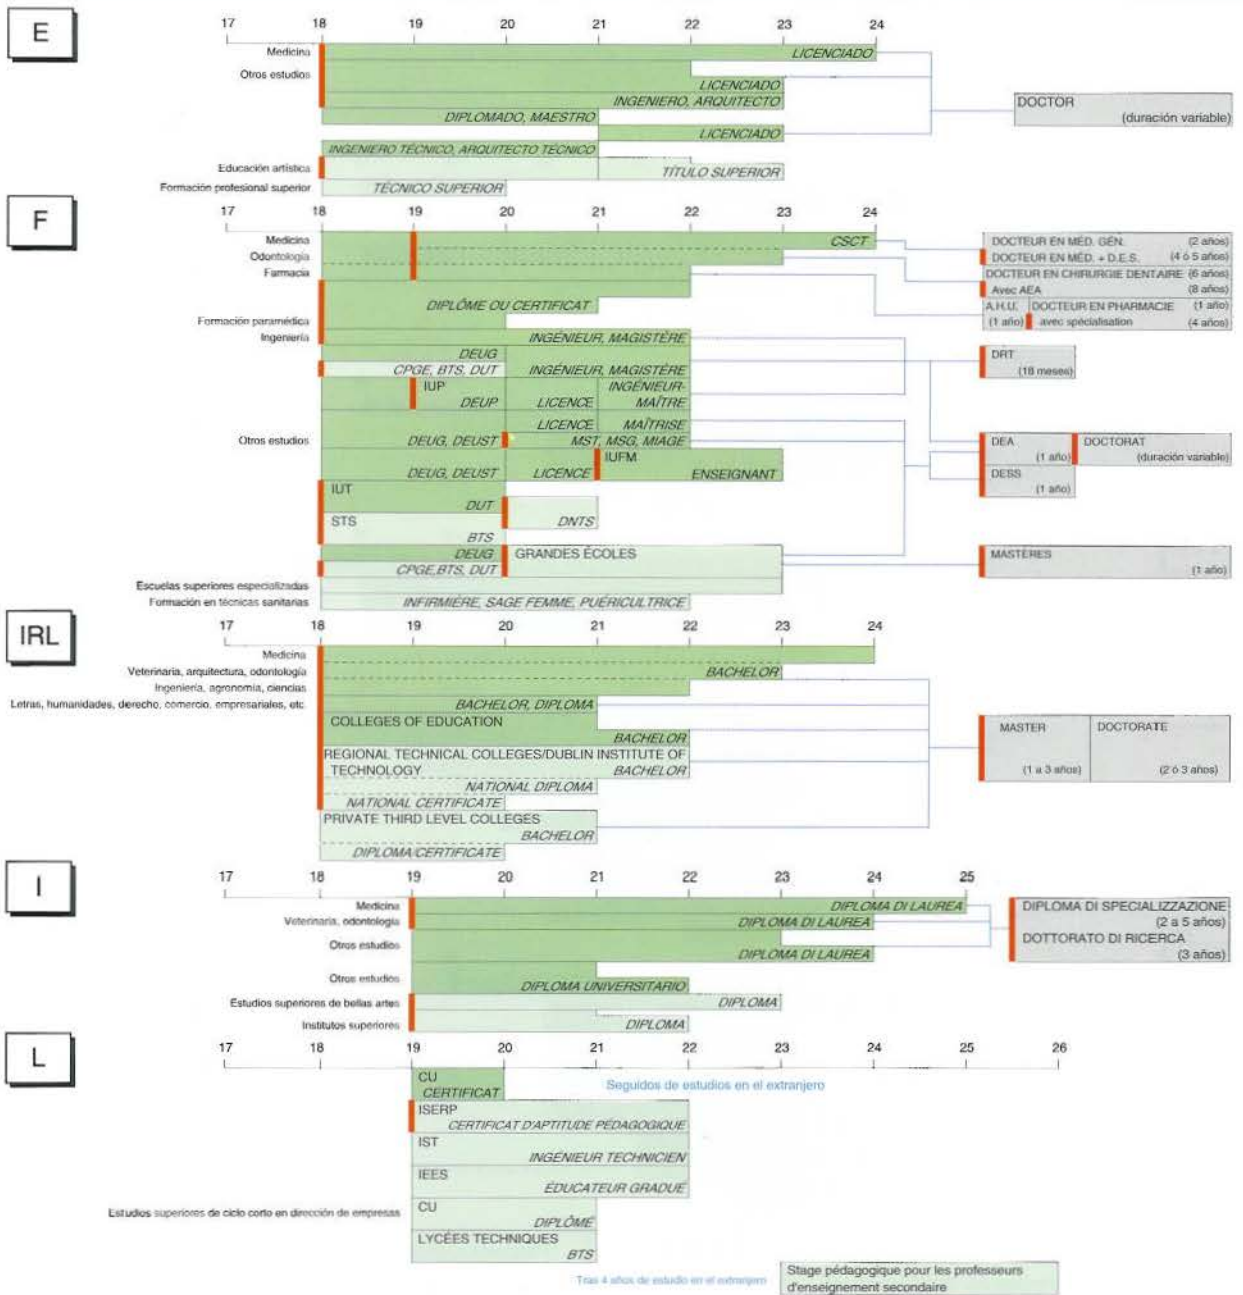 E
17 18 19 20 21 22 23 24
Medicina LICENCIADO
Otros estudios
LICENCIADO
INGENIERO, ARQUITECTO
DOCTOR
(duración variable)
DIPLOMADO, MAESTRO
LICENCIADO
INGENIERO TÉCNICO, ARQUITECTO TÉCNICO
Educación artística TÍTULO SUPERIOR
Formación profesional superior TÉCNICO SUPERIOR
F
17 18 19 20 21 22 23 24
Medicina CSCT DOCTEUR EN MÉD. GÉN. (2 años)
Odontología DOCTEUR EN MÉD. + D.E.S. (4 ó 5 años)
Farmacia DOCTEUR EN CHIRURGIE DENTAIRE (6 años)
Avec AEA (8 años)
DIPLÔME OU CERTIFICAT A.H.U. DOCTEUR EN PHARMACIE (1 año)
Formación paramédica (1 año) avec spécialisation (4 años)
Ingeniería INGÉNIEUR, MAGISTÈRE
DEUG DRT
CPGE, BTS, DUT INGÉNIEUR, MAGISTÈRE (18 meses)
IUP INGÉNIEUR-
DEUP LICENCE MAÎTRE
LICENCE MAÎTRISE
Otros estudios DEUG, DEUST MST, MSG, MIAGE DEA DOCTORAT
IUFM (1 año) (duración variable)
DEUG, DEUST LICENCE ENSEIGNANT DESS
IUT (1 año)
DUT
STS DNTS
BTS
DEUG GRANDES ÉCOLES MASTÈRES
CPGE,BTS, DUT (1 año)
Escuelas superiores especializadas
Formación en técnicas sanitarias INFIRMIÈRE, SAGE FEMME, PUÉRICULTRICE
IRL
17 18 19 20 21 22 23 24
Medicina
Veterinaria, arquitectura, odontología BACHELOR
Ingeniería, agronomía, ciencias
Letras, humanidades, derecho, comercio, empresariales, etc. BACHELOR, DIPLOMA
COLLEGES OF EDUCATION MASTER DOCTORATE
BACHELOR
REGIONAL TECHNICAL COLLEGES/DUBLIN INSTITUTE OF
TECHNOLOGY BACHELOR (1 a 3 años) (2 ó 3 años)
NATIONAL DIPLOMA
NATIONAL CERTIFICATE
PRIVATE THIRD LEVEL COLLEGES
BACHELOR
DIPLOMA/CERTIFICATE
I
17 18 19 20 21 22 23 24 25
Medicina DIPLOMA DI LAUREA DIPLOMA DI SPECIALIZZAZIONE
Veterinaria, odontología DIPLOMA DI LAUREA (2 a 5 años)
Otros estudios DOTTORATO DI RICERCA
DIPLOMA DI LAUREA (3 años)
Otros estudios
DIPLOMA UNIVERSITARIO
Estudios superiores de bellas artes DIPLOMA
Institutos superiores DIPLOMA
L
17 18 19 20 21 22 23 24 25 26
CU Seguidos de estudios en el extranjero
CERTIFICAT
ISERP
CERTIFICAT D'APTITUDE PÉDAGOGIQUE
IST
INGÉNIEUR TECHNICIEN
IEES
ÉDUCATEUR GRADUÉ
Estudios superiores de ciclo corto en dirección de empresas CU
DIPLÔME
LYCÉES TECHNIQUES
BTS
Tras 4 años de estudio en el extranjero Stage pédagogique pour les professeurs
d'enseignement secondaire